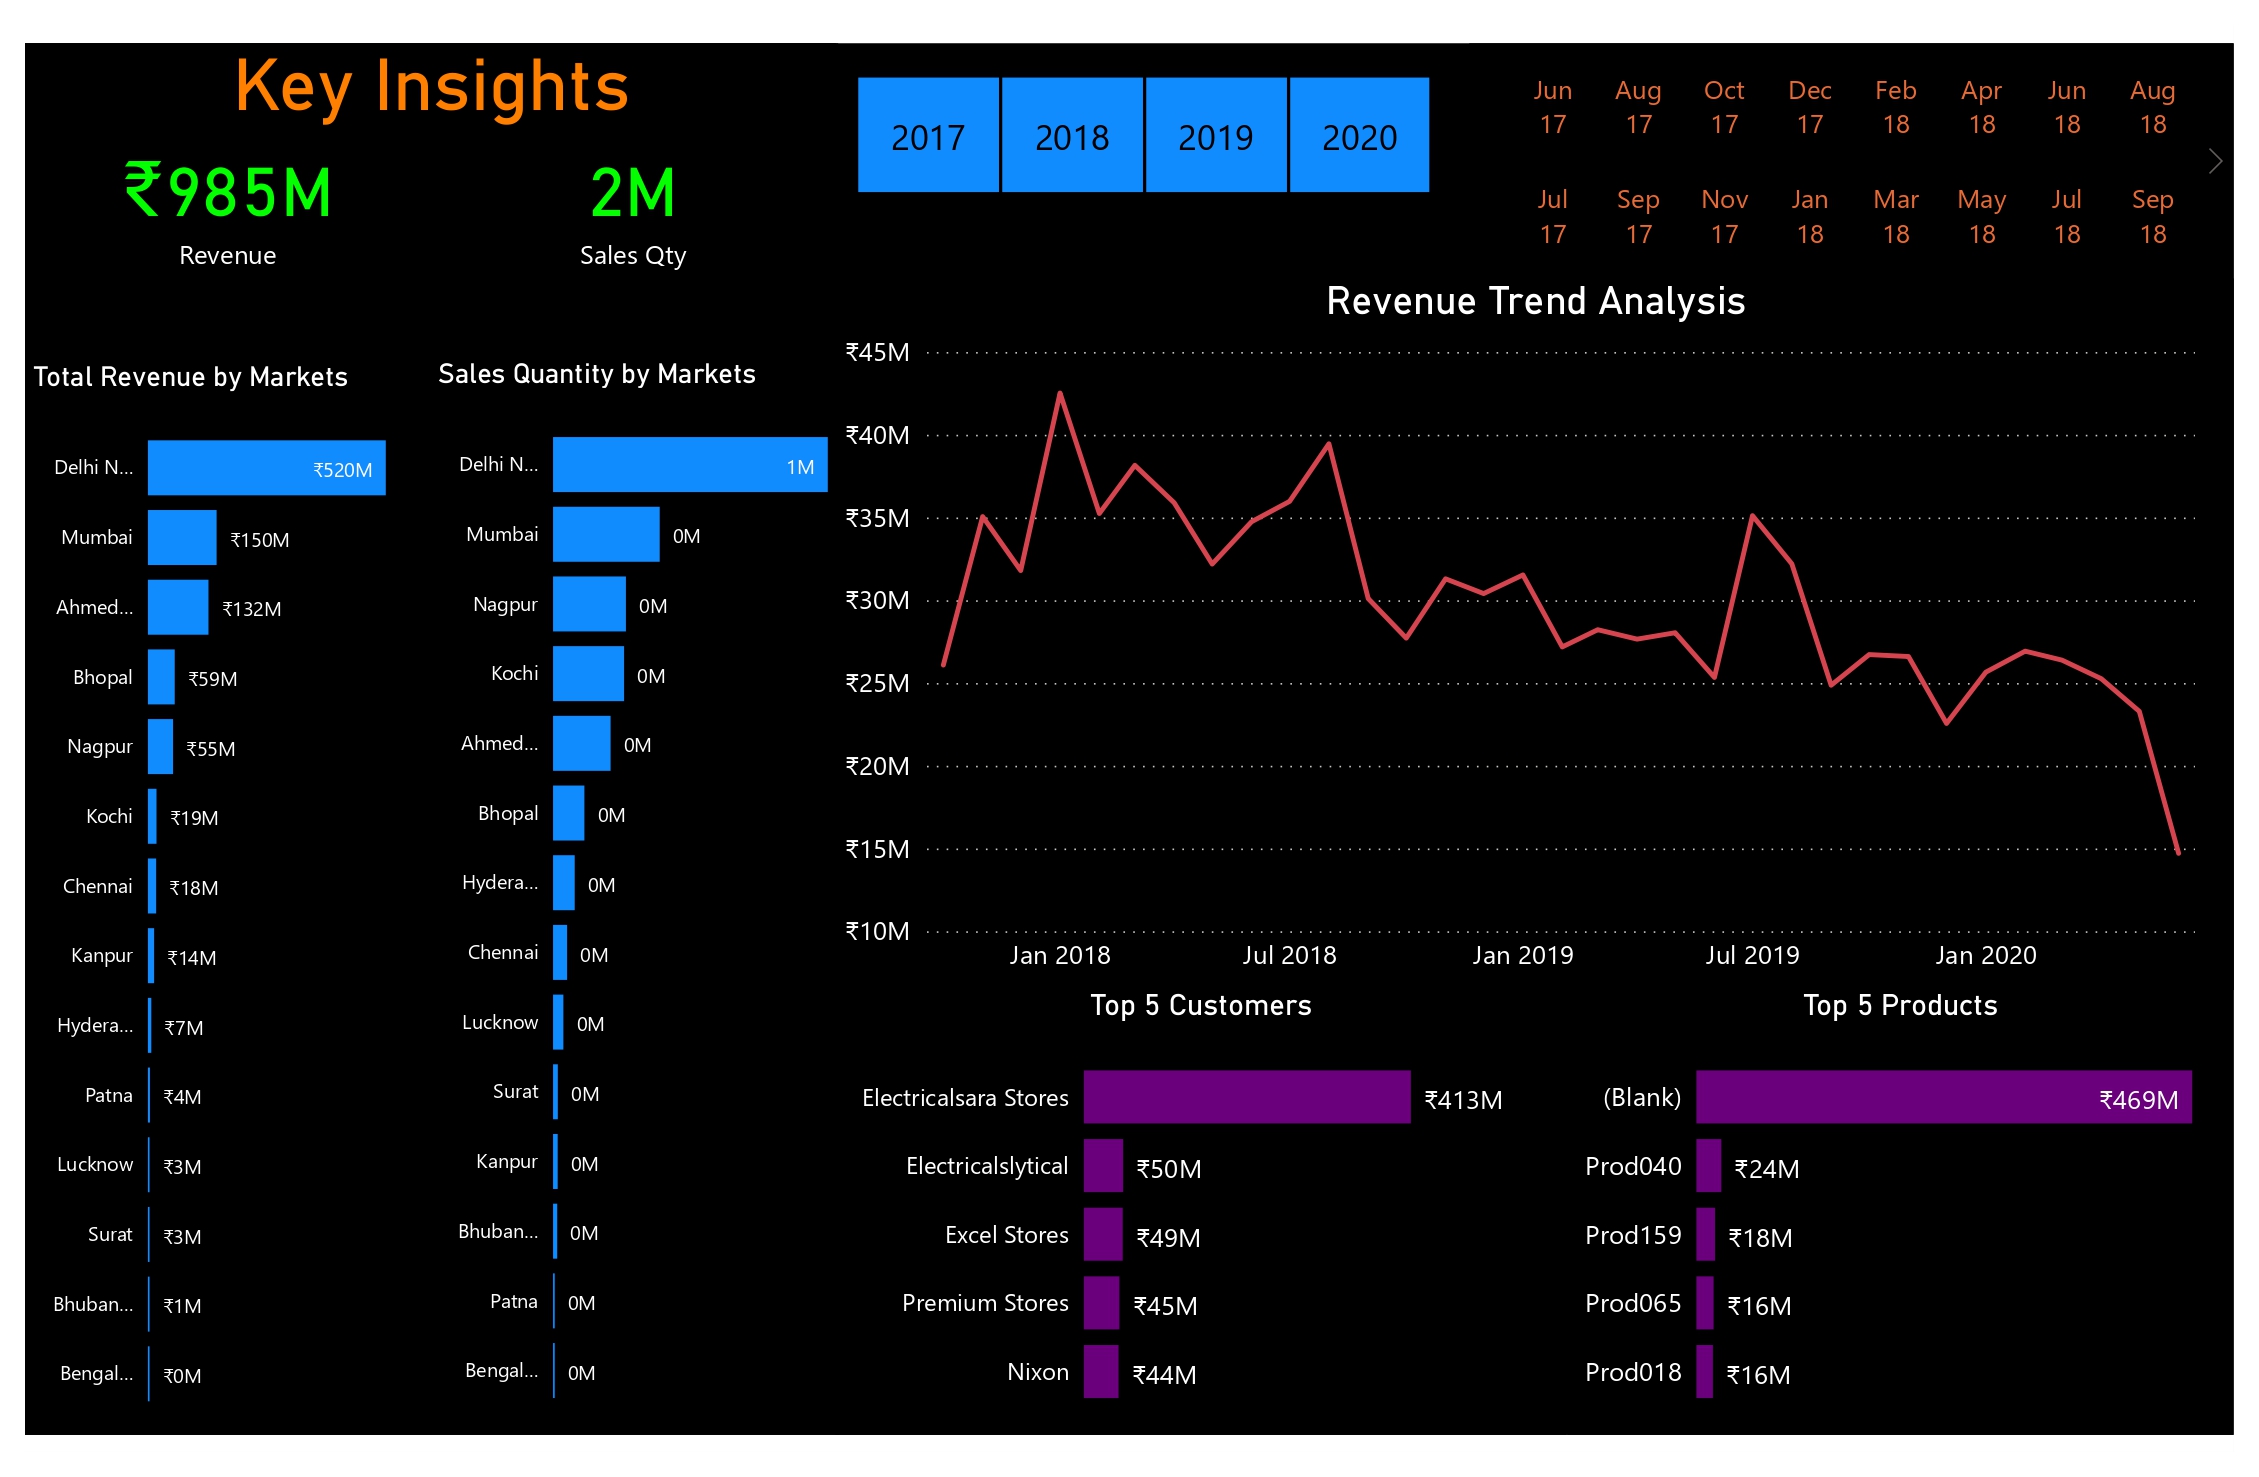 Key Insights
₹985M
Revenue
2M
Sales Qty
2017 2018 2019 2020
Jun 17 Aug 17 Oct 17 Dec 17 Feb 18 Apr 18 Jun 18 Aug 18
Jul 17 Sep 17 Nov 17 Jan 18 Mar 18 May 18 Jul 18 Sep 18
Total Revenue by Markets
Delhi N... ₹520M
Mumbai ₹150M
Ahmed... ₹132M
Bhopal ₹59M
Nagpur ₹55M
Kochi ₹19M
Chennai ₹18M
Kanpur ₹14M
Hydera... ₹7M
Patna ₹4M
Lucknow ₹3M
Surat ₹3M
Bhuban... ₹1M
Bengal... ₹0M
Sales Quantity by Markets
Delhi N... 1M
Mumbai 0M
Nagpur 0M
Kochi 0M
Ahmed... 0M
Bhopal 0M
Hydera... 0M
Chennai 0M
Lucknow 0M
Surat 0M
Kanpur 0M
Bhuban... 0M
Patna 0M
Bengal... 0M
Revenue Trend Analysis
₹45M
₹40M
₹35M
₹30M
₹25M
₹20M
₹15M
₹10M
Jan 2018 Jul 2018 Jan 2019 Jul 2019 Jan 2020
Top 5 Customers
Electricalsara Stores ₹413M
Electricalslytical ₹50M
Excel Stores ₹49M
Premium Stores ₹45M
Nixon ₹44M
Top 5 Products
(Blank) ₹469M
Prod040 ₹24M
Prod159 ₹18M
Prod065 ₹16M
Prod018 ₹16M